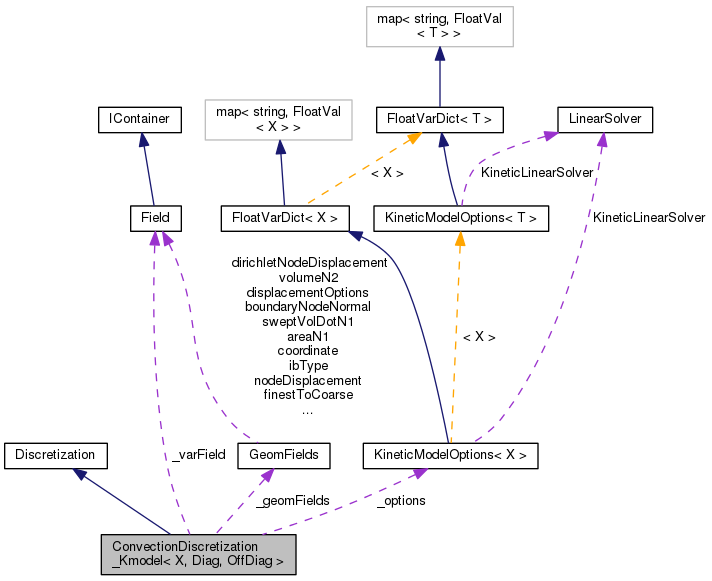 map< string, FloatVal
< T > >
IContainer
map< string, FloatVal
< X > >
FloatVarDict< T >
LinearSolver
< X >
KineticLinearSolver
Field
FloatVarDict< X >
KineticModelOptions< T >
KineticLinearSolver
dirichletNodeDisplacement
volumeN2
displacementOptions
boundaryNodeNormal
sweptVolDotN1
areaN1
coordinate
ibType
nodeDisplacement
finestToCoarse
...
< X >
Discretization
_varField
GeomFields
KineticModelOptions< X >
_geomFields
_options
ConvectionDiscretization
_Kmodel< X, Diag, OffDiag >